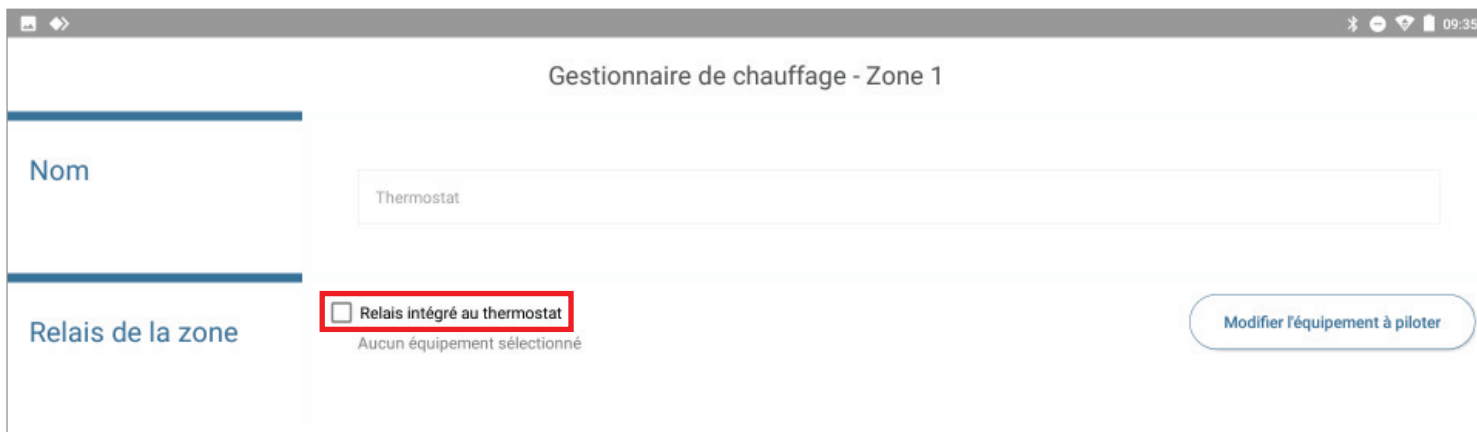 09:35
Gestionnaire de chauffage - Zone 1
Nom
Thermostat
Relais de la zone
Relais intégré au thermostat
Aucun équipement sélectionné
Modifier l'équipement à piloter